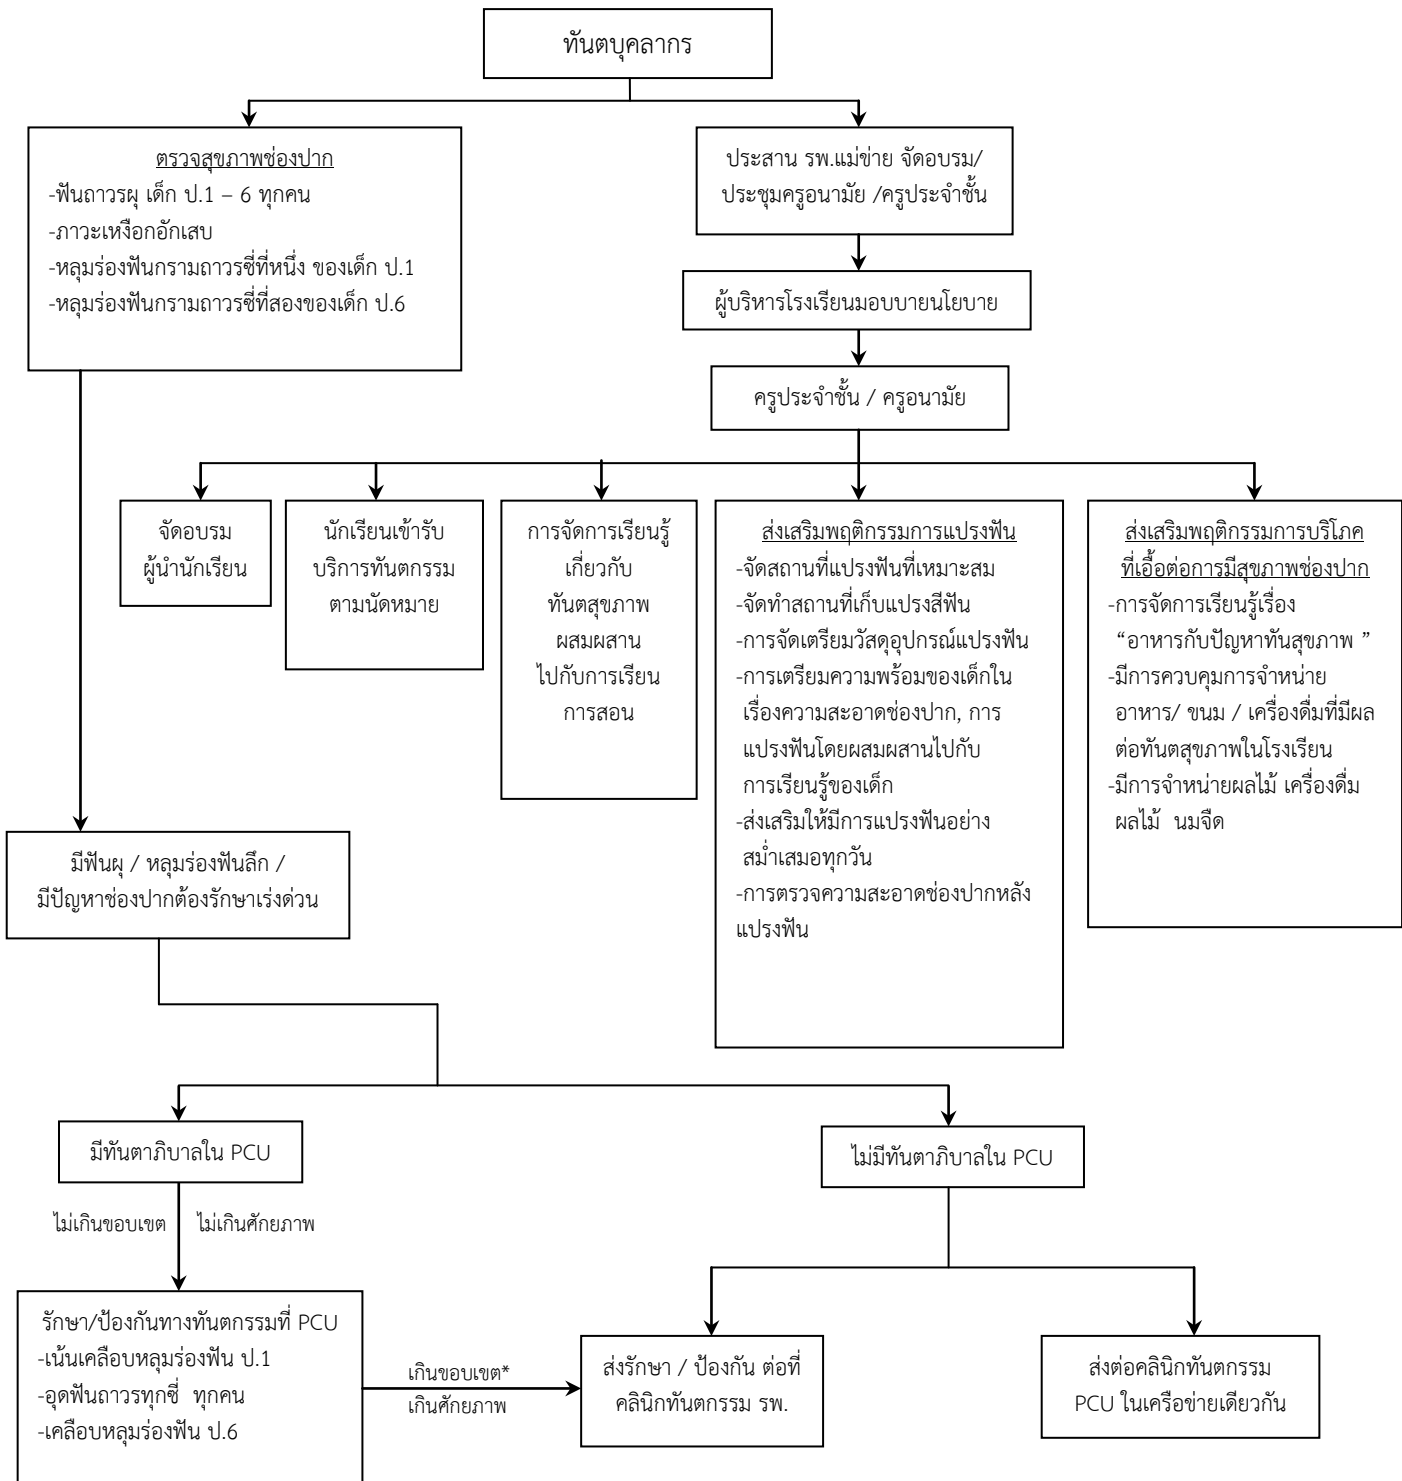 ทันตบุคลากร
ตรวจสุขภาพช่องปาก
-ฟันถาวรผุ เด็ก ป.1 – 6 ทุกคน
-ภาวะเหงือกอักเสบ
-หลุมร่องฟันกรามถาวรซี่ที่หนึ่ง ของเด็ก ป.1
-หลุมร่องฟันกรามถาวรซี่ที่สองของเด็ก ป.6
ประสาน รพ.แม่ข่าย จัดอบรม/
ประชุมครูอนามัย /ครูประจำชั้น
ผู้บริหารโรงเรียนมอบบายนโยบาย
ครูประจำชั้น / ครูอนามัย
จัดอบรม
ผู้นำนักเรียน
นักเรียนเข้ารับ
บริการทันตกรรม
ตามนัดหมาย
การจัดการเรียนรู้
เกี่ยวกับ
ทันตสุขภาพ
ผสมผสาน
ไปกับการเรียน
การสอน
ส่งเสริมพฤติกรรมการแปรงฟัน
-จัดสถานที่แปรงฟันที่เหมาะสม
-จัดทำสถานที่เก็บแปรงสีฟัน
-การจัดเตรียมวัสดุอุปกรณ์แปรงฟัน
-การเตรียมความพร้อมของเด็กใน
เรื่องความสะอาดช่องปาก, การ
แปรงฟันโดยผสมผสานไปกับ
การเรียนรู้ของเด็ก
-ส่งเสริมให้มีการแปรงฟันอย่าง
สม่ำเสมอทุกวัน
-การตรวจความสะอาดช่องปากหลัง
แปรงฟัน
ส่งเสริมพฤติกรรมการบริโภค
ที่เอื้อต่อการมีสุขภาพช่องปาก
-การจัดการเรียนรู้เรื่อง
“อาหารกับปัญหาทันสุขภาพ ”
-มีการควบคุมการจำหน่าย
อาหาร/ ขนม / เครื่องดื่มที่มีผล
ต่อทันตสุขภาพในโรงเรียน
-มีการจำหน่ายผลไม้ เครื่องดื่ม
ผลไม้ นมจืด
มีฟันผุ / หลุมร่องฟันลึก /
มีปัญหาช่องปากต้องรักษาเร่งด่วน
มีทันตาภิบาลใน PCU
ไม่มีทันตาภิบาลใน PCU
ไม่เกินขอบเขต ไม่เกินศักยภาพ
รักษา/ป้องกันทางทันตกรรมที่ PCU
-เน้นเคลือบหลุมร่องฟัน ป.1
-อุดฟันถาวรทุกซี่ ทุกคน
-เคลือบหลุมร่องฟัน ป.6
เกินขอบเขต*
เกินศักยภาพ
ส่งรักษา / ป้องกัน ต่อที่
คลินิกทันตกรรม รพ.
ส่งต่อคลินิกทันตกรรม
PCU ในเครือข่ายเดียวกัน